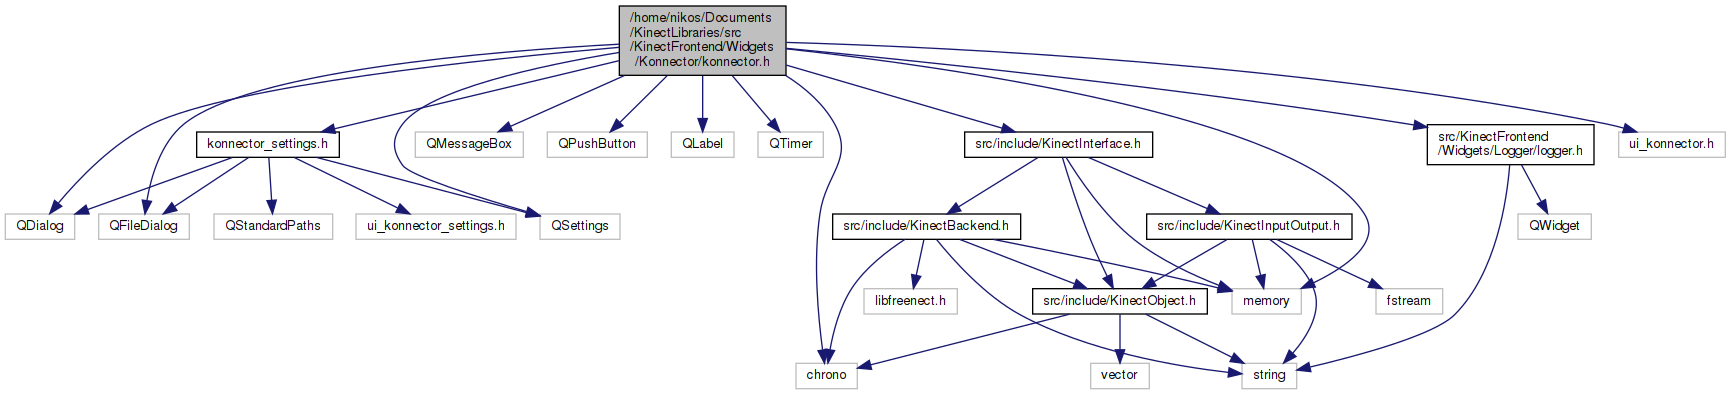 /home/nikos/Documents
/KinectLibraries/src
/KinectFrontend/Widgets
/Konnector/konnector.h
konnector_settings.h
QMessageBox
QPushButton
QLabel
QTimer
src/include/KinectInterface.h
src/KinectFrontend
/Widgets/Logger/logger.h
ui_konnector.h
QDialog
QFileDialog
QStandardPaths
ui_konnector_settings.h
QSettings
src/include/KinectBackend.h
src/include/KinectInputOutput.h
QWidget
libfreenect.h
src/include/KinectObject.h
memory
fstream
chrono
vector
string